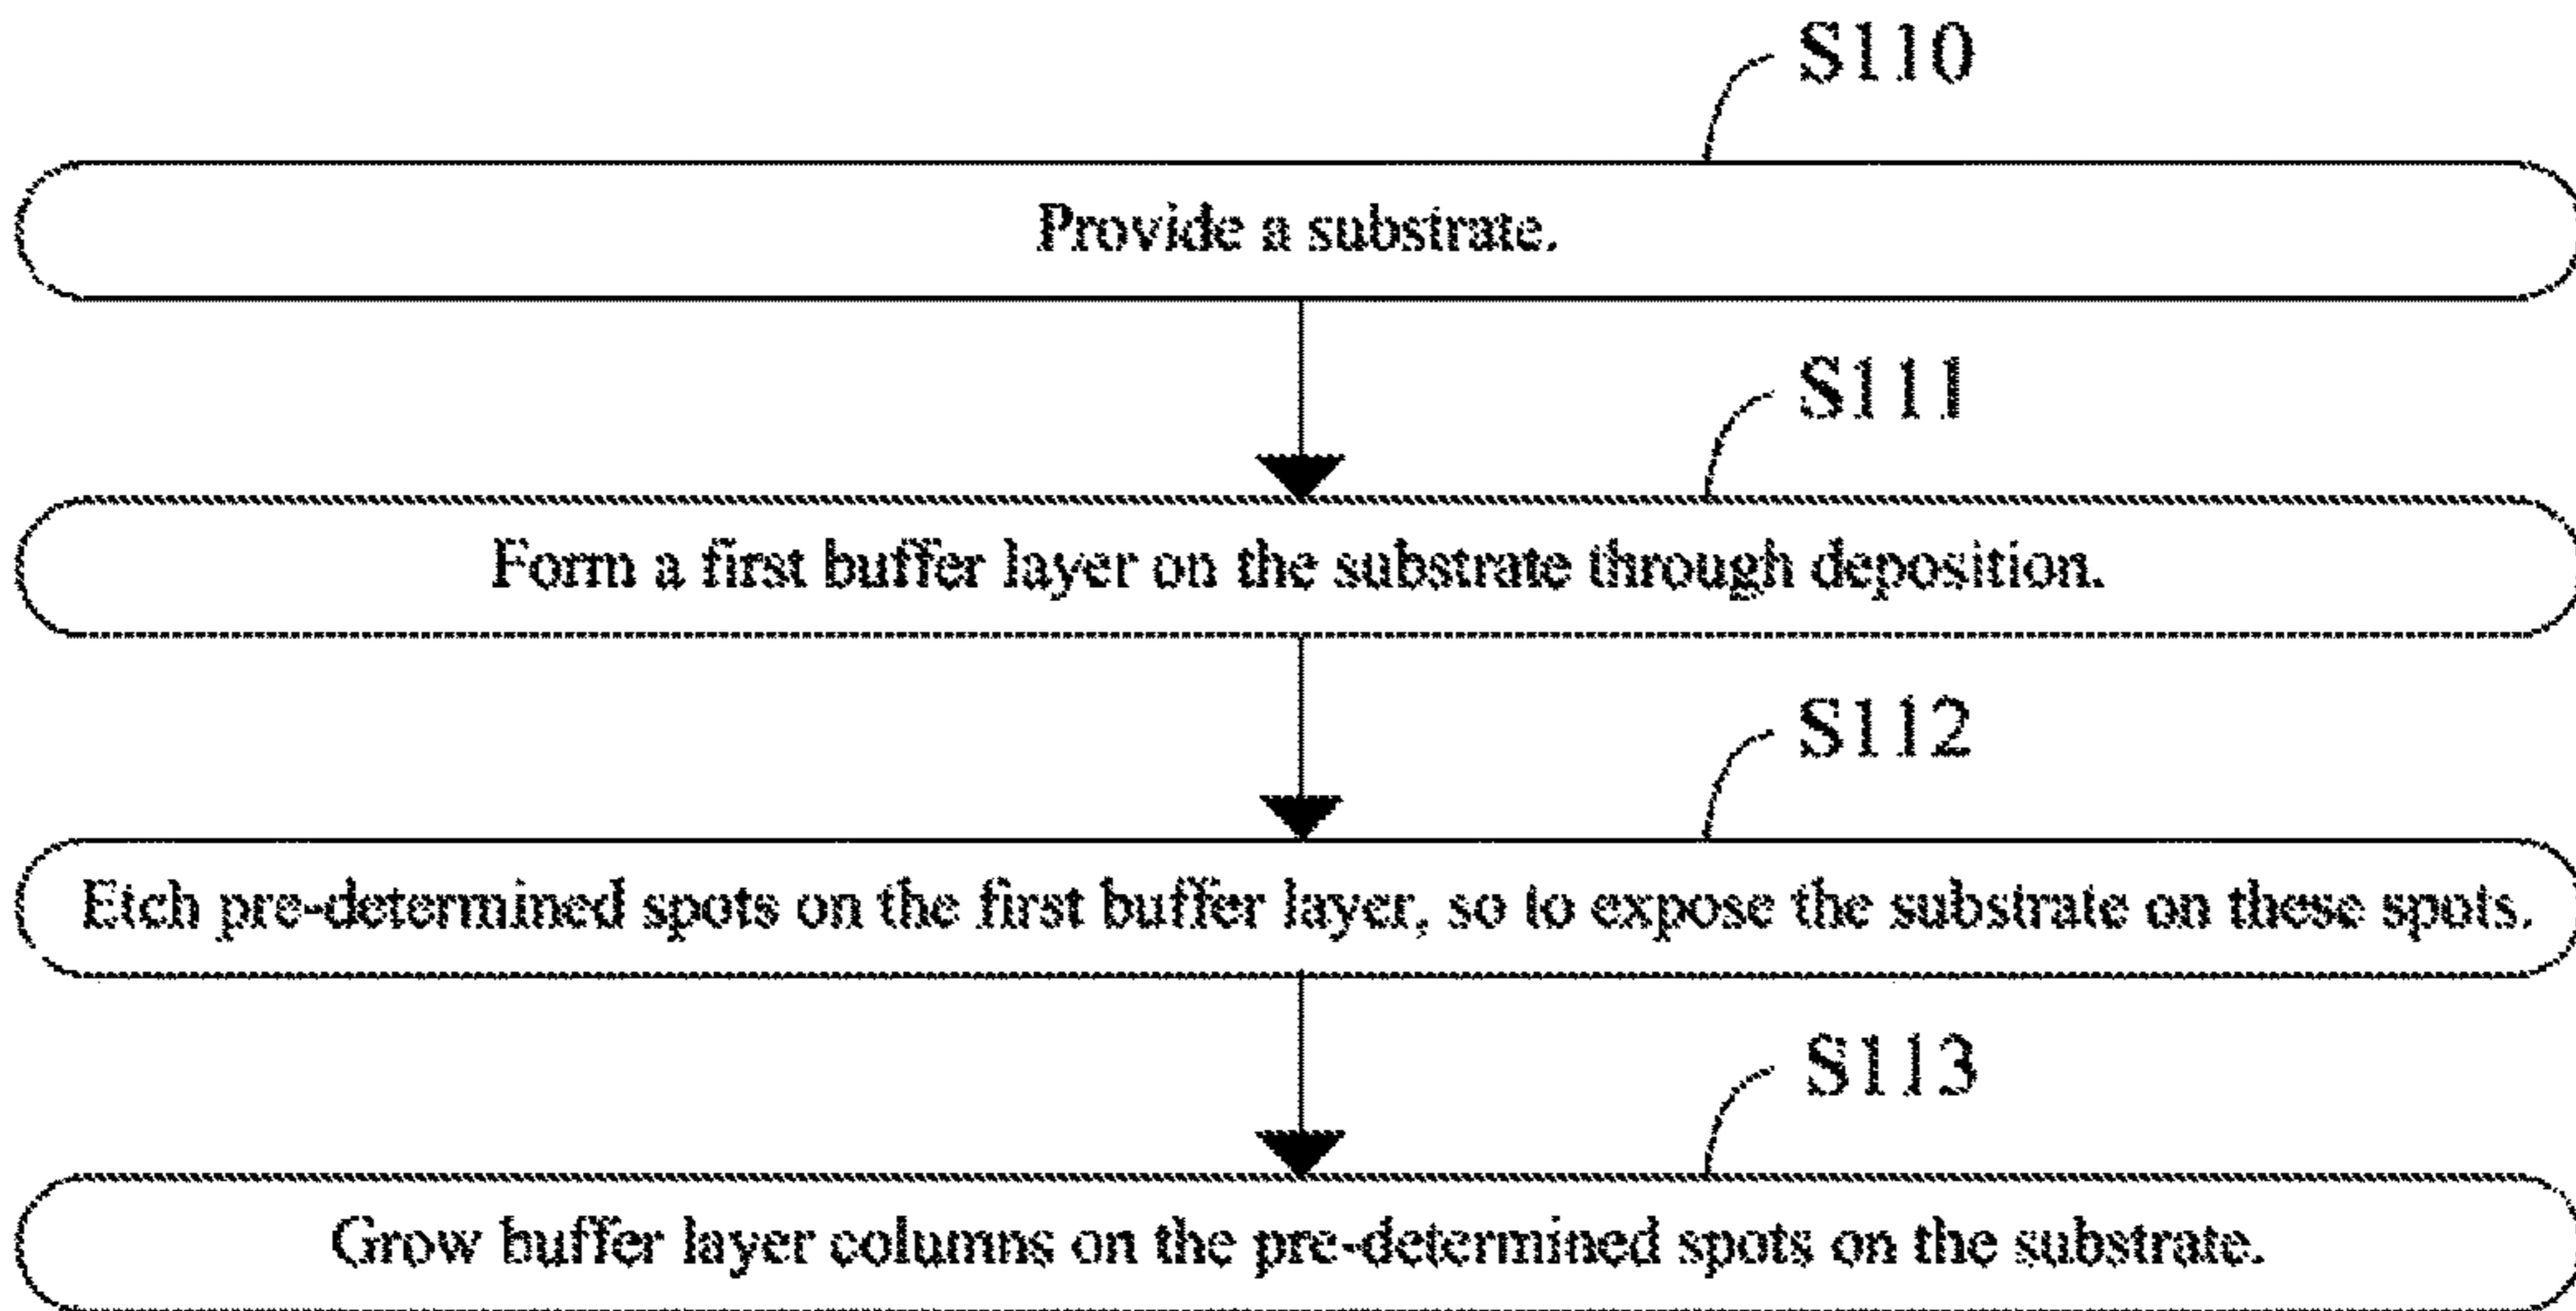 S110
Provide a substrate.
S111
Form a first buffer layer on the substrate through deposition.
S112
Etch pre-determined spots on the first buffer layer, so to expose the substrate on these spots.
S113
Grow buffer layer columns on the pre-determined spots on the substrate.